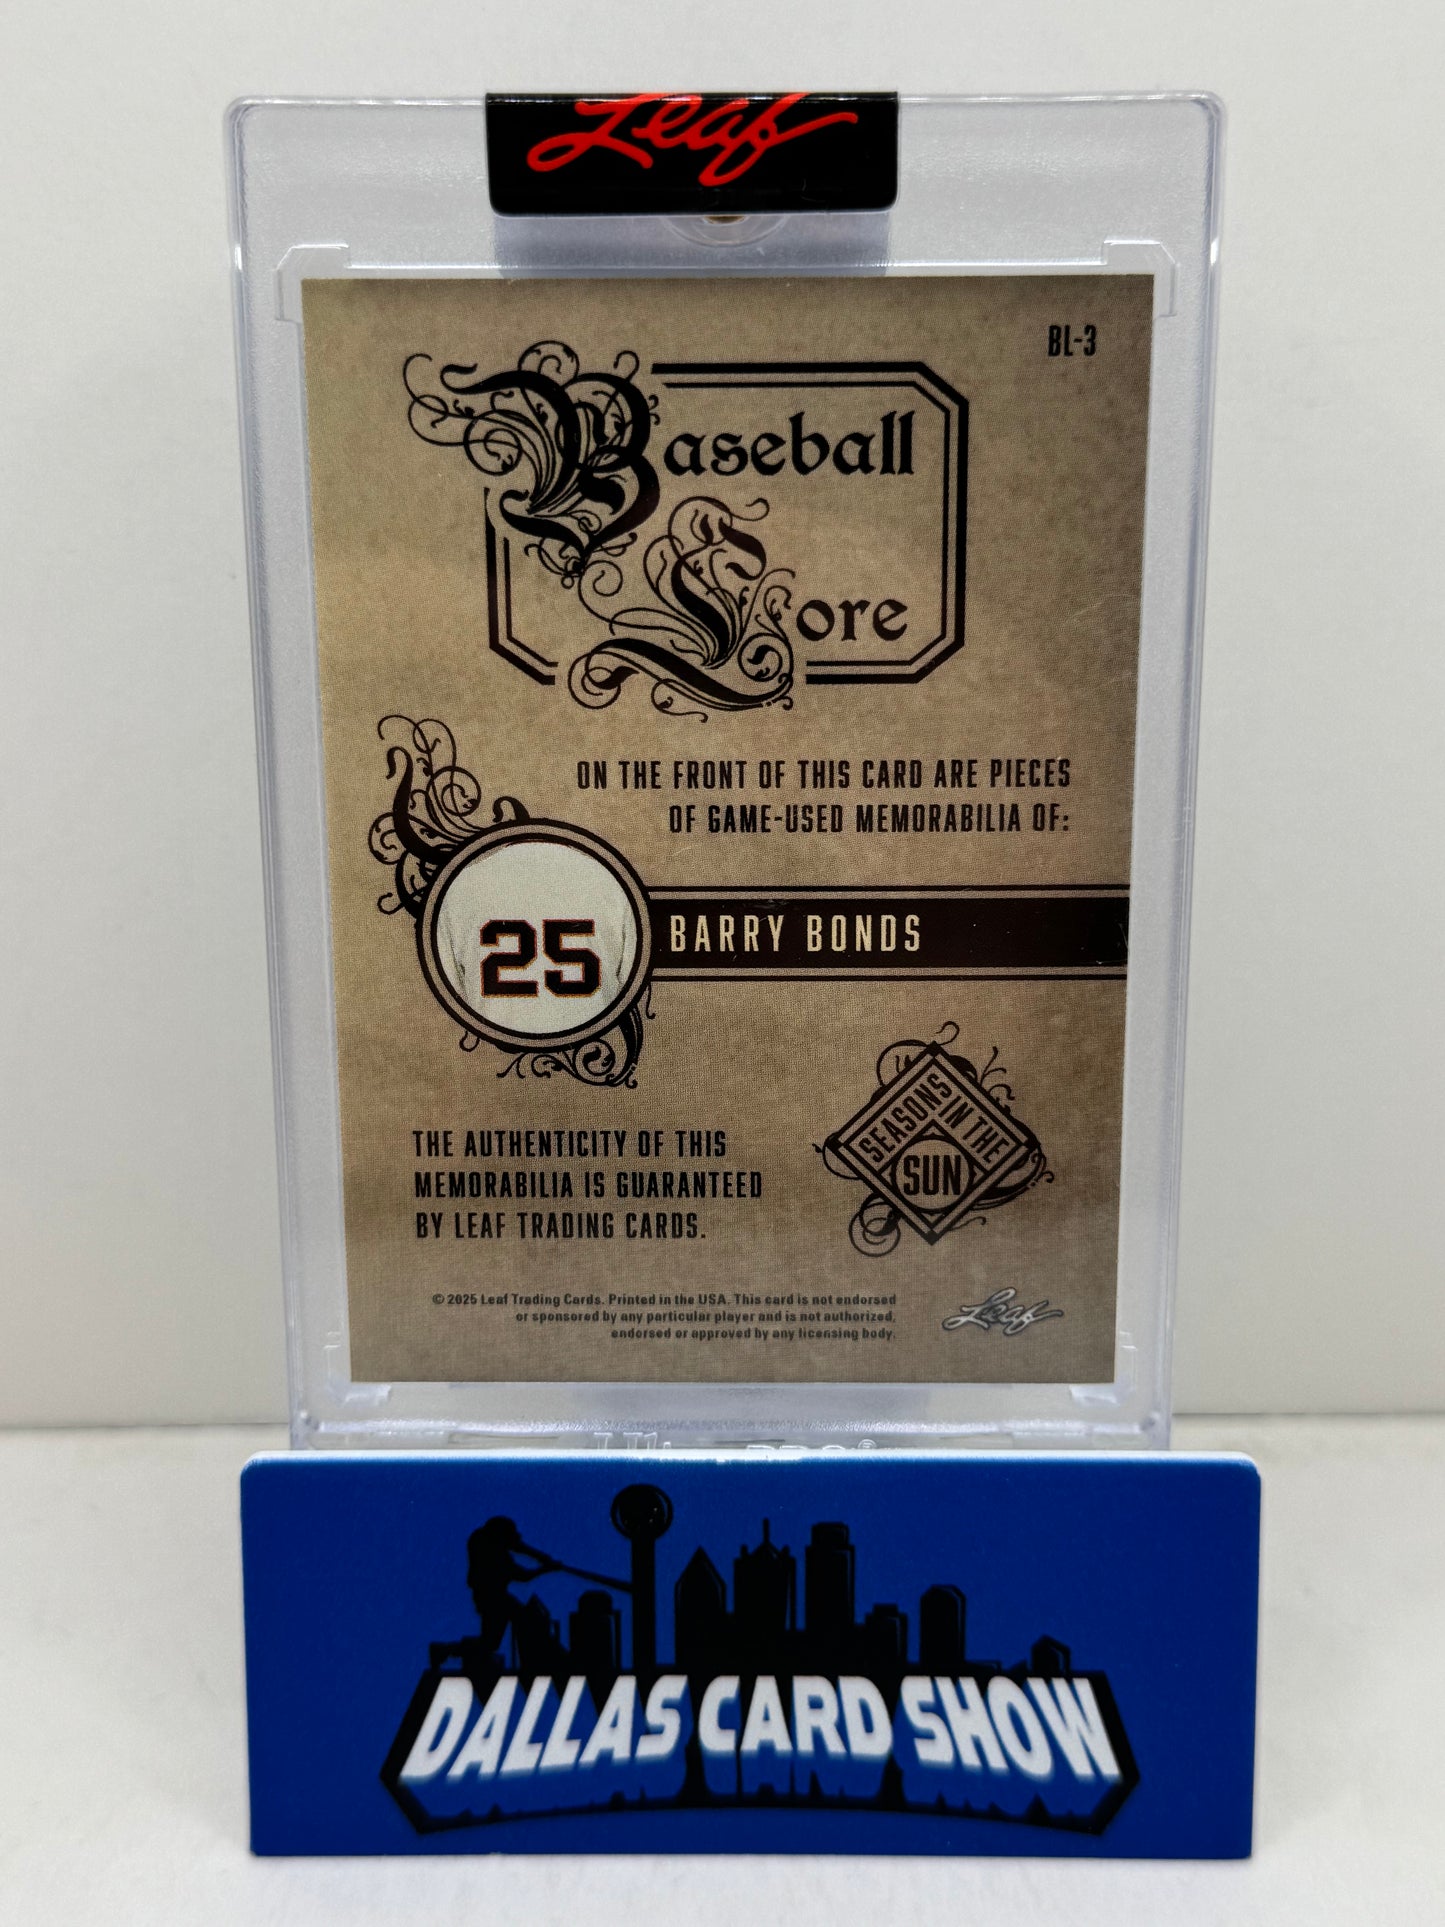 Leaf
BL-3
Baseball
Lore
ON THE FRONT OF THIS CARD ARE PIECES
OF GAME-USED MEMORABILIA OF:
25
BARRY BONDS
SEASONS IN THE
SUN
THE AUTHENTICITY OF THIS
MEMORABILIA IS GUARANTEED
BY LEAF TRADING CARDS.
© 2025 Leaf Trading Cards. Printed in the USA. This card is not endorsed
or sponsored by any particular player and is not authorized,
endorsed or approved by any licensing body.
Leaf
DALLAS CARD SHOW